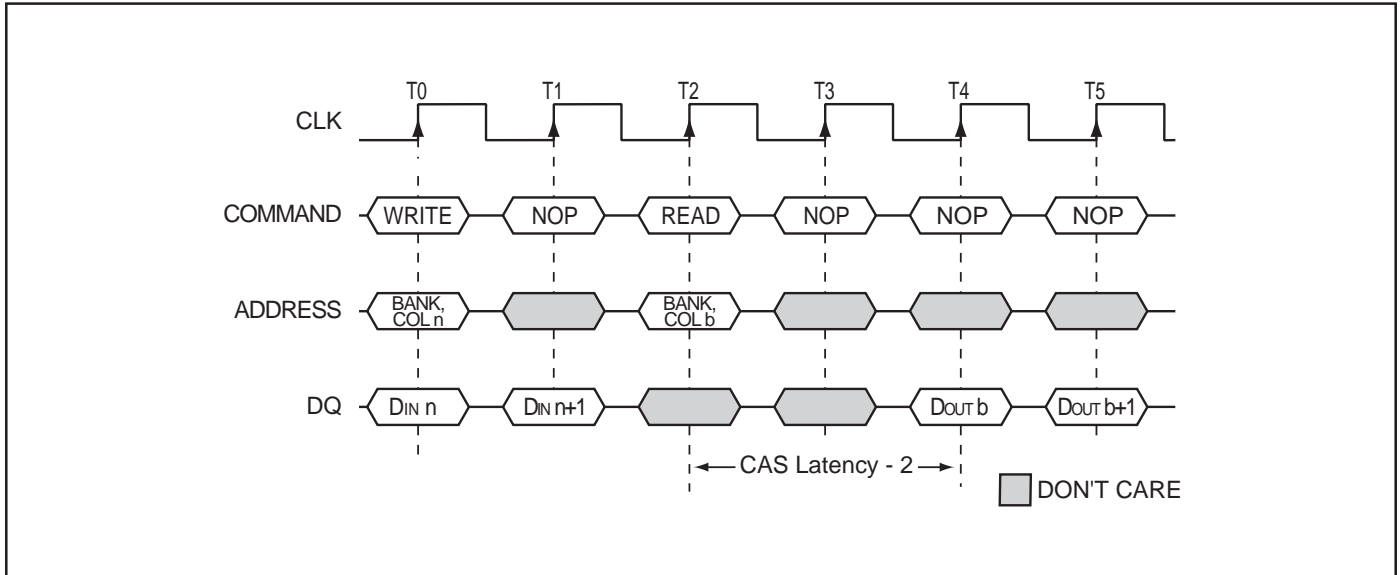 T0 T1 T2 T3 T4 T5
CLK
COMMAND WRITE NOP READ NOP NOP NOP
ADDRESS BANK, COL n BANK, COL b
DQ DIN n DIN n+1 DOUT b DOUT b+1
CAS Latency - 2
DON'T CARE